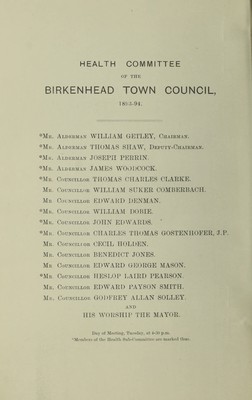 HEALTH COMMITTEE
OF THE
BIRKENHEAD TOWN COUNCIL,
1893-94.
*Mr. Alderman WILLIAM GETLEY, Chairman.
*Mr. Alderman THOMAS SHAW, Deputy-Chairman.
*Mr. Alderman JOSEPH PERRIN.
*Mr. Alderman JAMES WOODCOCK.
*Mr. Councillor THOMAS CHARLES CLARKE.
Mr. Councillor WILLIAM SUKER COMBERBACH.
Mr. Councillor EDWARD DENMAN.
*Mr. Councillor WILLIAM DOBIE.
*Mr. Councillor JOHN EDWARDS.
*Mr. Councillor CHARLES THOMAS GOSTENHOFER, J.P.
Mr. Councillor CECIL HOLDEN.
Mr. Councillor BENEDICT JONES.
Mr. Councillor EDWARD GEORGE MASON.
*Mr. Councillor HESLOP LAIRD PEARSON.
Mr. Councillor EDWARD PAYSON SMITH.
Mr. Councillor GODFREY ALLAN SOLLEY.
AND
HIS WORSHIP THE MAYOR.
Day of Meeting, Tuesday, at 4-30 p.m.
*Members of the Health Sub-Committee are marked thus.